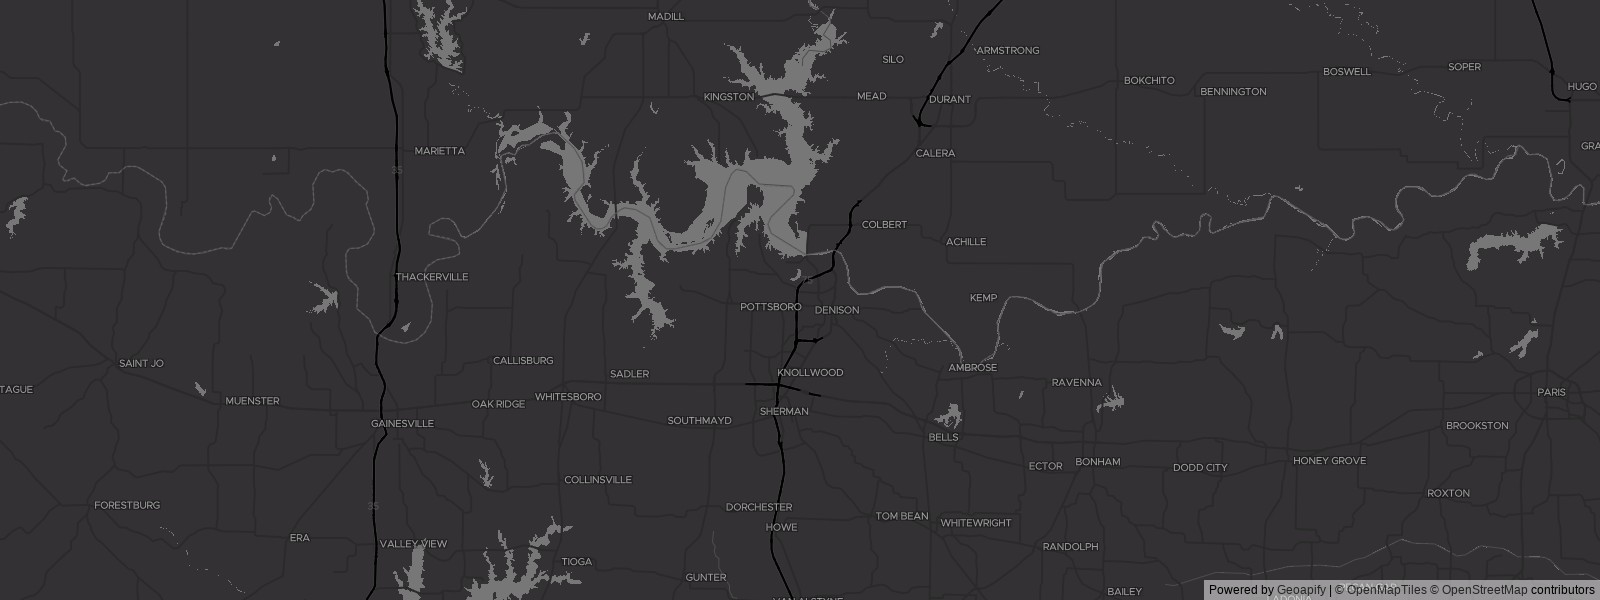 MADILL
ARMSTRONG
SILO
SOPER
BOSWELL
BOKCHITO
HUGO
BENNINGTON
KINGSTON
MEAD
DURANT
MARIETTA
CALERA
35
COLBERT
ACHILLE
THACKERVILLE
KEMP
POTTSBORO
DENISON
SAINT JO
CALLISBURG
AMBROSE
SADLER
KNOLLWOOD
RAVENNA
WHITESBORO
PARIS
MUENSTER
OAK RIDGE
SHERMAN
SOUTHMAYD
GAINESVILLE
BROOKSTON
BELLS
HONEY GROVE
BONHAM
ECTOR
DODD CITY
COLLINSVILLE
ROXTON
FORESTBURG
35
DORCHESTER
TOM BEAN
WHITEWRIGHT
HOWE
ERA
VALLEY VIEW
RANDOLPH
TIOGA
GUNTER
BAILEY
Powered by Geoapify | © OpenMapTiles © OpenStreetMap contributors